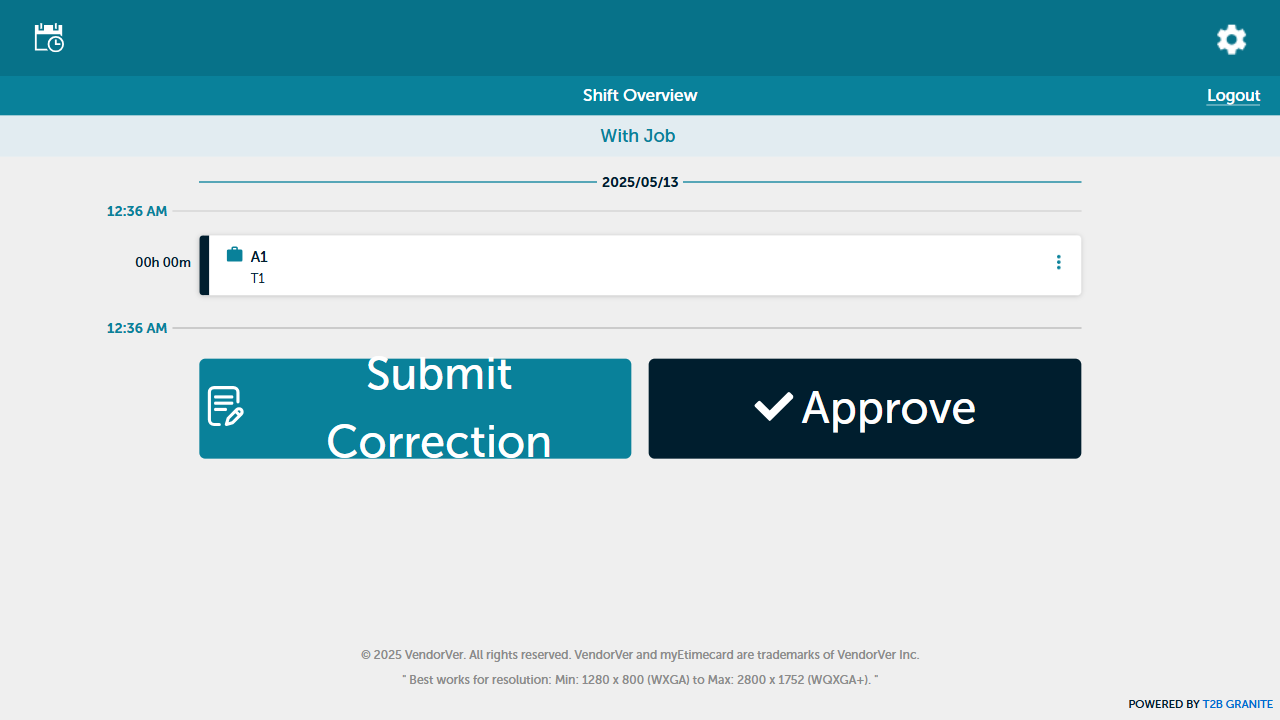 Shift Overview
Logout
With Job
2025/05/13
12:36 AM
00h 00m
A1
T1
12:36 AM
Submit
Correction
Approve
© 2025 VendorVer. All rights reserved. VendorVer and myEtimecard are trademarks of VendorVer Inc.
" Best works for resolution: Min: 1280 x 800 (WXGA) to Max: 2800 x 1752 (WQXGA+). "
POWERED BY T2B GRANITE